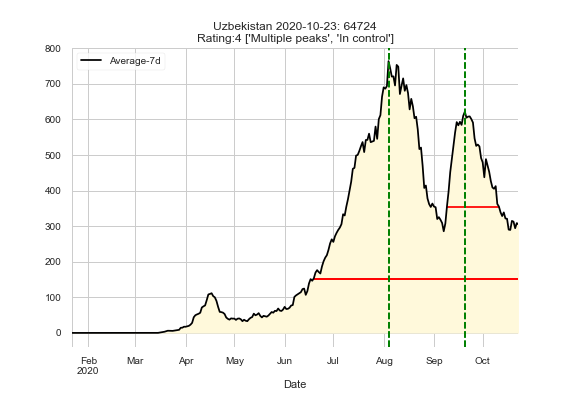 Uzbekistan 2020-10-23: 64724
Rating:4 ['Multiple peaks', 'In control']
Average-7d
800
700
600
500
400
300
200
100
0
Feb Mar Apr May Jun Jul Aug Sep Oct
2020
Date